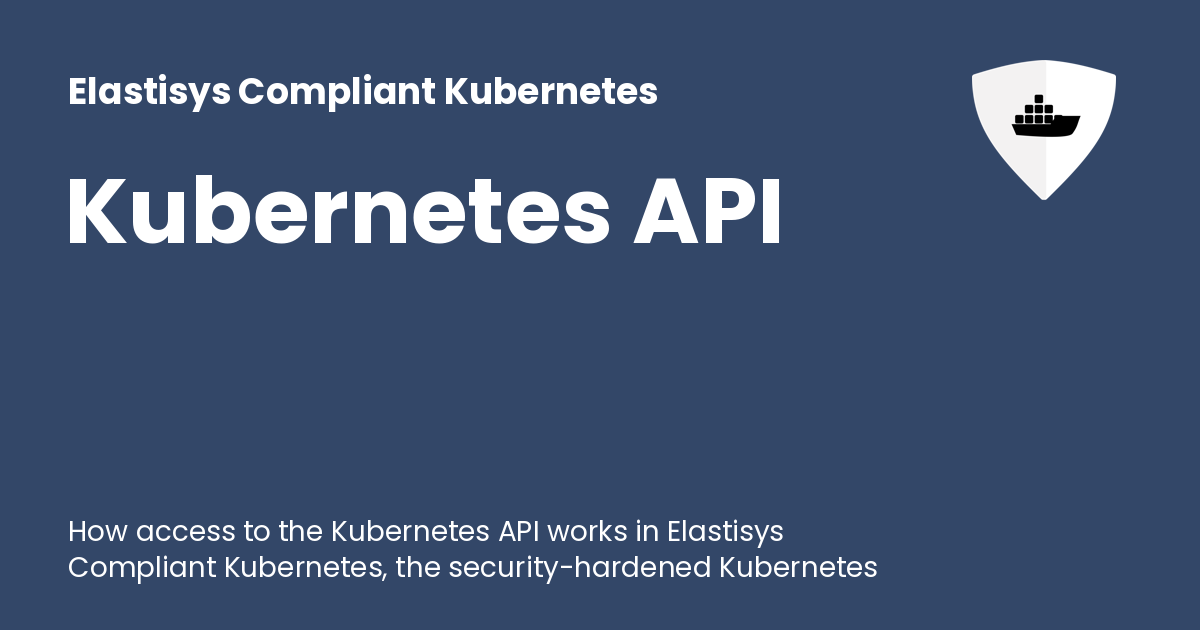 Elastisys Compliant Kubernetes
Kubernetes API
How access to the Kubernetes API works in Elastisys
Compliant Kubernetes, the security-hardened Kubernetes